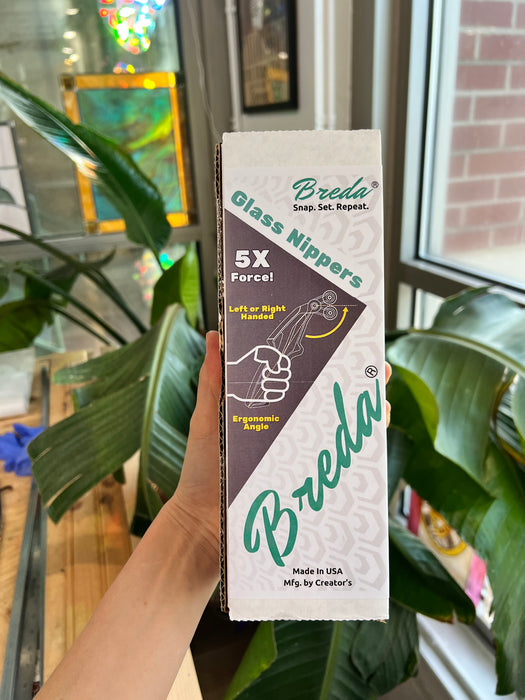 Breda®
Snap. Set. Repeat.
Glass Nippers
5X
Force!
Left or Right
Handed
Ergonomic
Angle
Breda®
Made In USA
Mfg. by Creator's